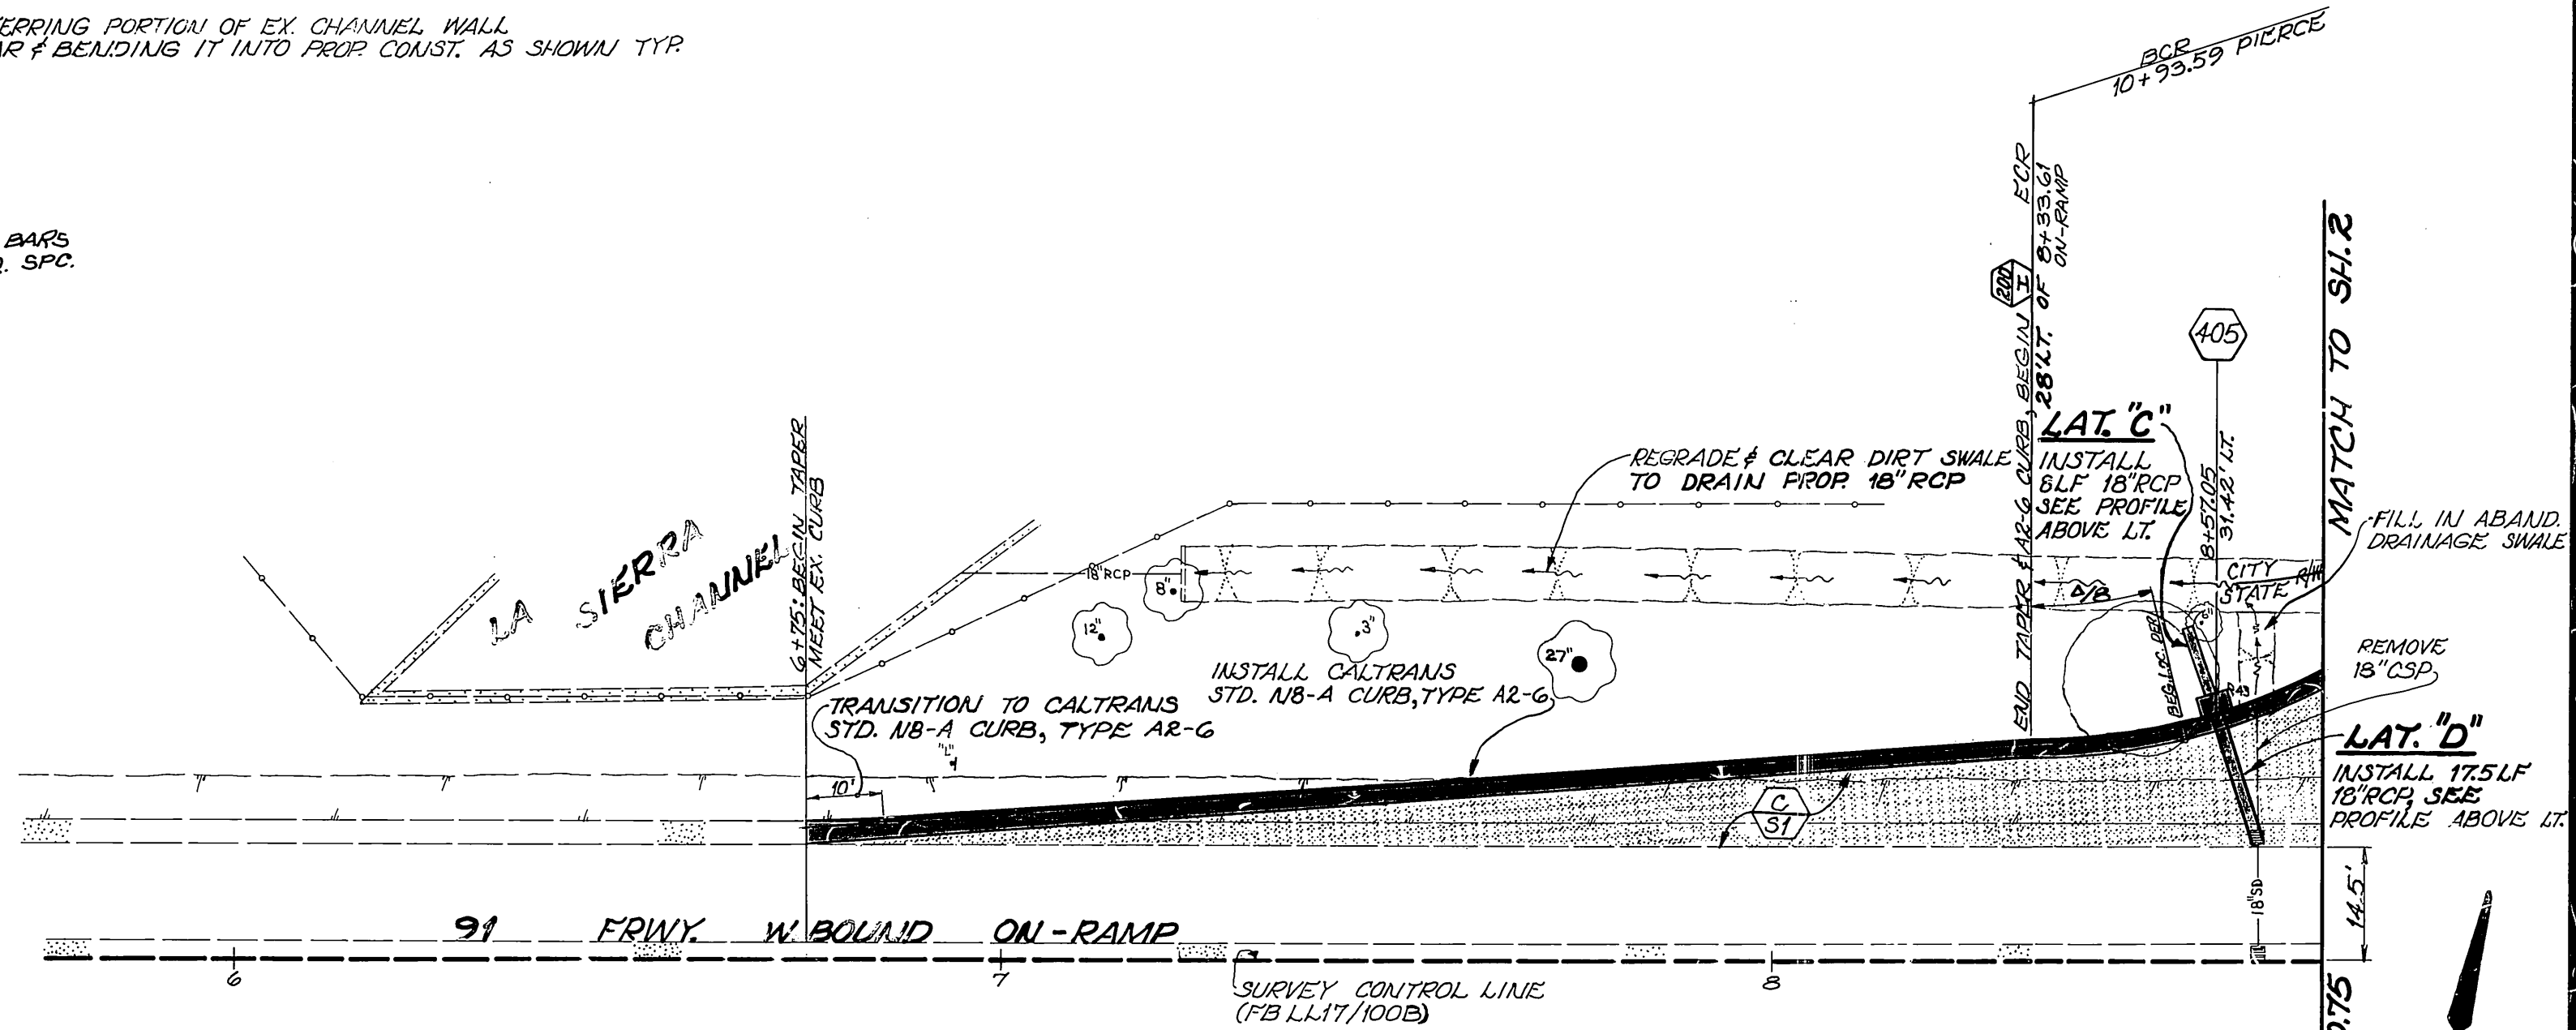 ERRING PORTION OF EX. CHANNEL WALL
AR & BENDING IT INTO PROP. CONST. AS SHOWN TYP.
BARS
. SPC.
BCR
10+93.59 PIERCE
END TAPER & A2-6 CURB, BEGIN ECR
200
I
28' LT. OF 8+33.61
ON-RAMP
405
8+57.05
31.42' LT.
MATCH TO SH.2
LAT. "C"
INSTALL
8LF 18"RCP
SEE PROFILE
ABOVE LT.
REGRADE & CLEAR DIRT SWALE
TO DRAIN PROP. 18"RCP
FILL IN ABAND.
DRAINAGE SWALE
LA SIERRA
CHANNEL
6+75: BEGIN TAPER
MEET EX. CURB
18"RCP
8"
12"
3"
27"
CITY
R/W
STATE
Δ/8
BEG. LOC. DEP.
REMOVE
18"CSP
INSTALL CALTRANS
STD. N8-A CURB, TYPE A2-6
TRANSITION TO CALTRANS
STD. N8-A CURB, TYPE A2-6
10'
C
S1
LAT. "D"
INSTALL 17.5LF
18"RCP, SEE
PROFILE ABOVE LT.
18"SD
14.5'
91 FRWY. W. BOUND ON-RAMP
6
7
8
SURVEY CONTROL LINE
(FB LL17/100B)
0.75